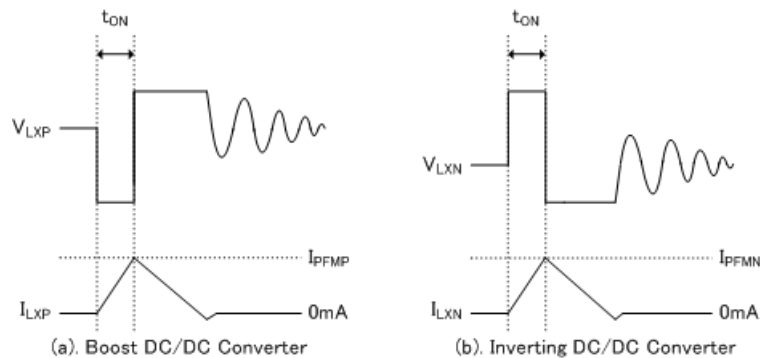 tON
VLXP
IPFMP
ILXP
0mA
(a). Boost DC/DC Converter
tON
VLXN
IPFMN
ILXN
0mA
(b). Inverting DC/DC Converter